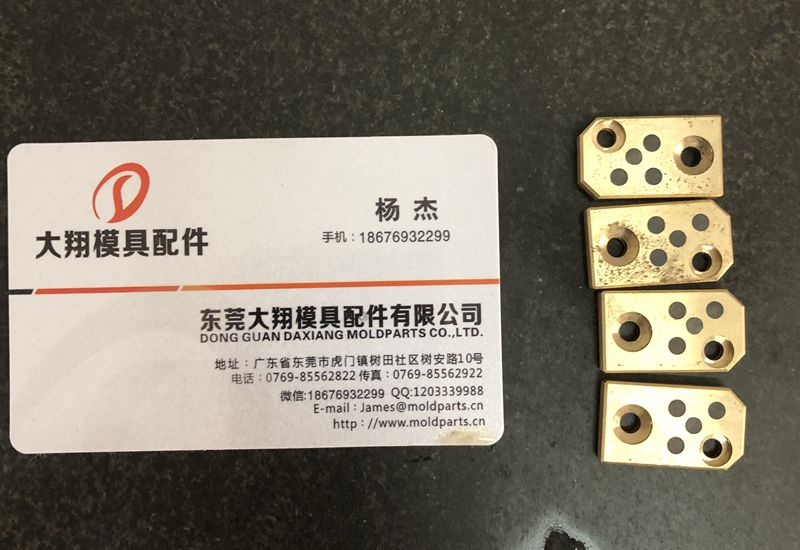 大翔模具配件
杨 杰
手机：18676932299
东莞大翔模具配件有限公司
DONG GUAN DAXIANG MOLDPARTS CO.,LTD.
地址：广东省东莞市虎门镇树田社区树安路10号
电话：0769-85562822 传真：0769-85562922
微信:18676932299 QQ:1203339988
E-mail：James@moldparts.cn
http：//www.moldparts.cn